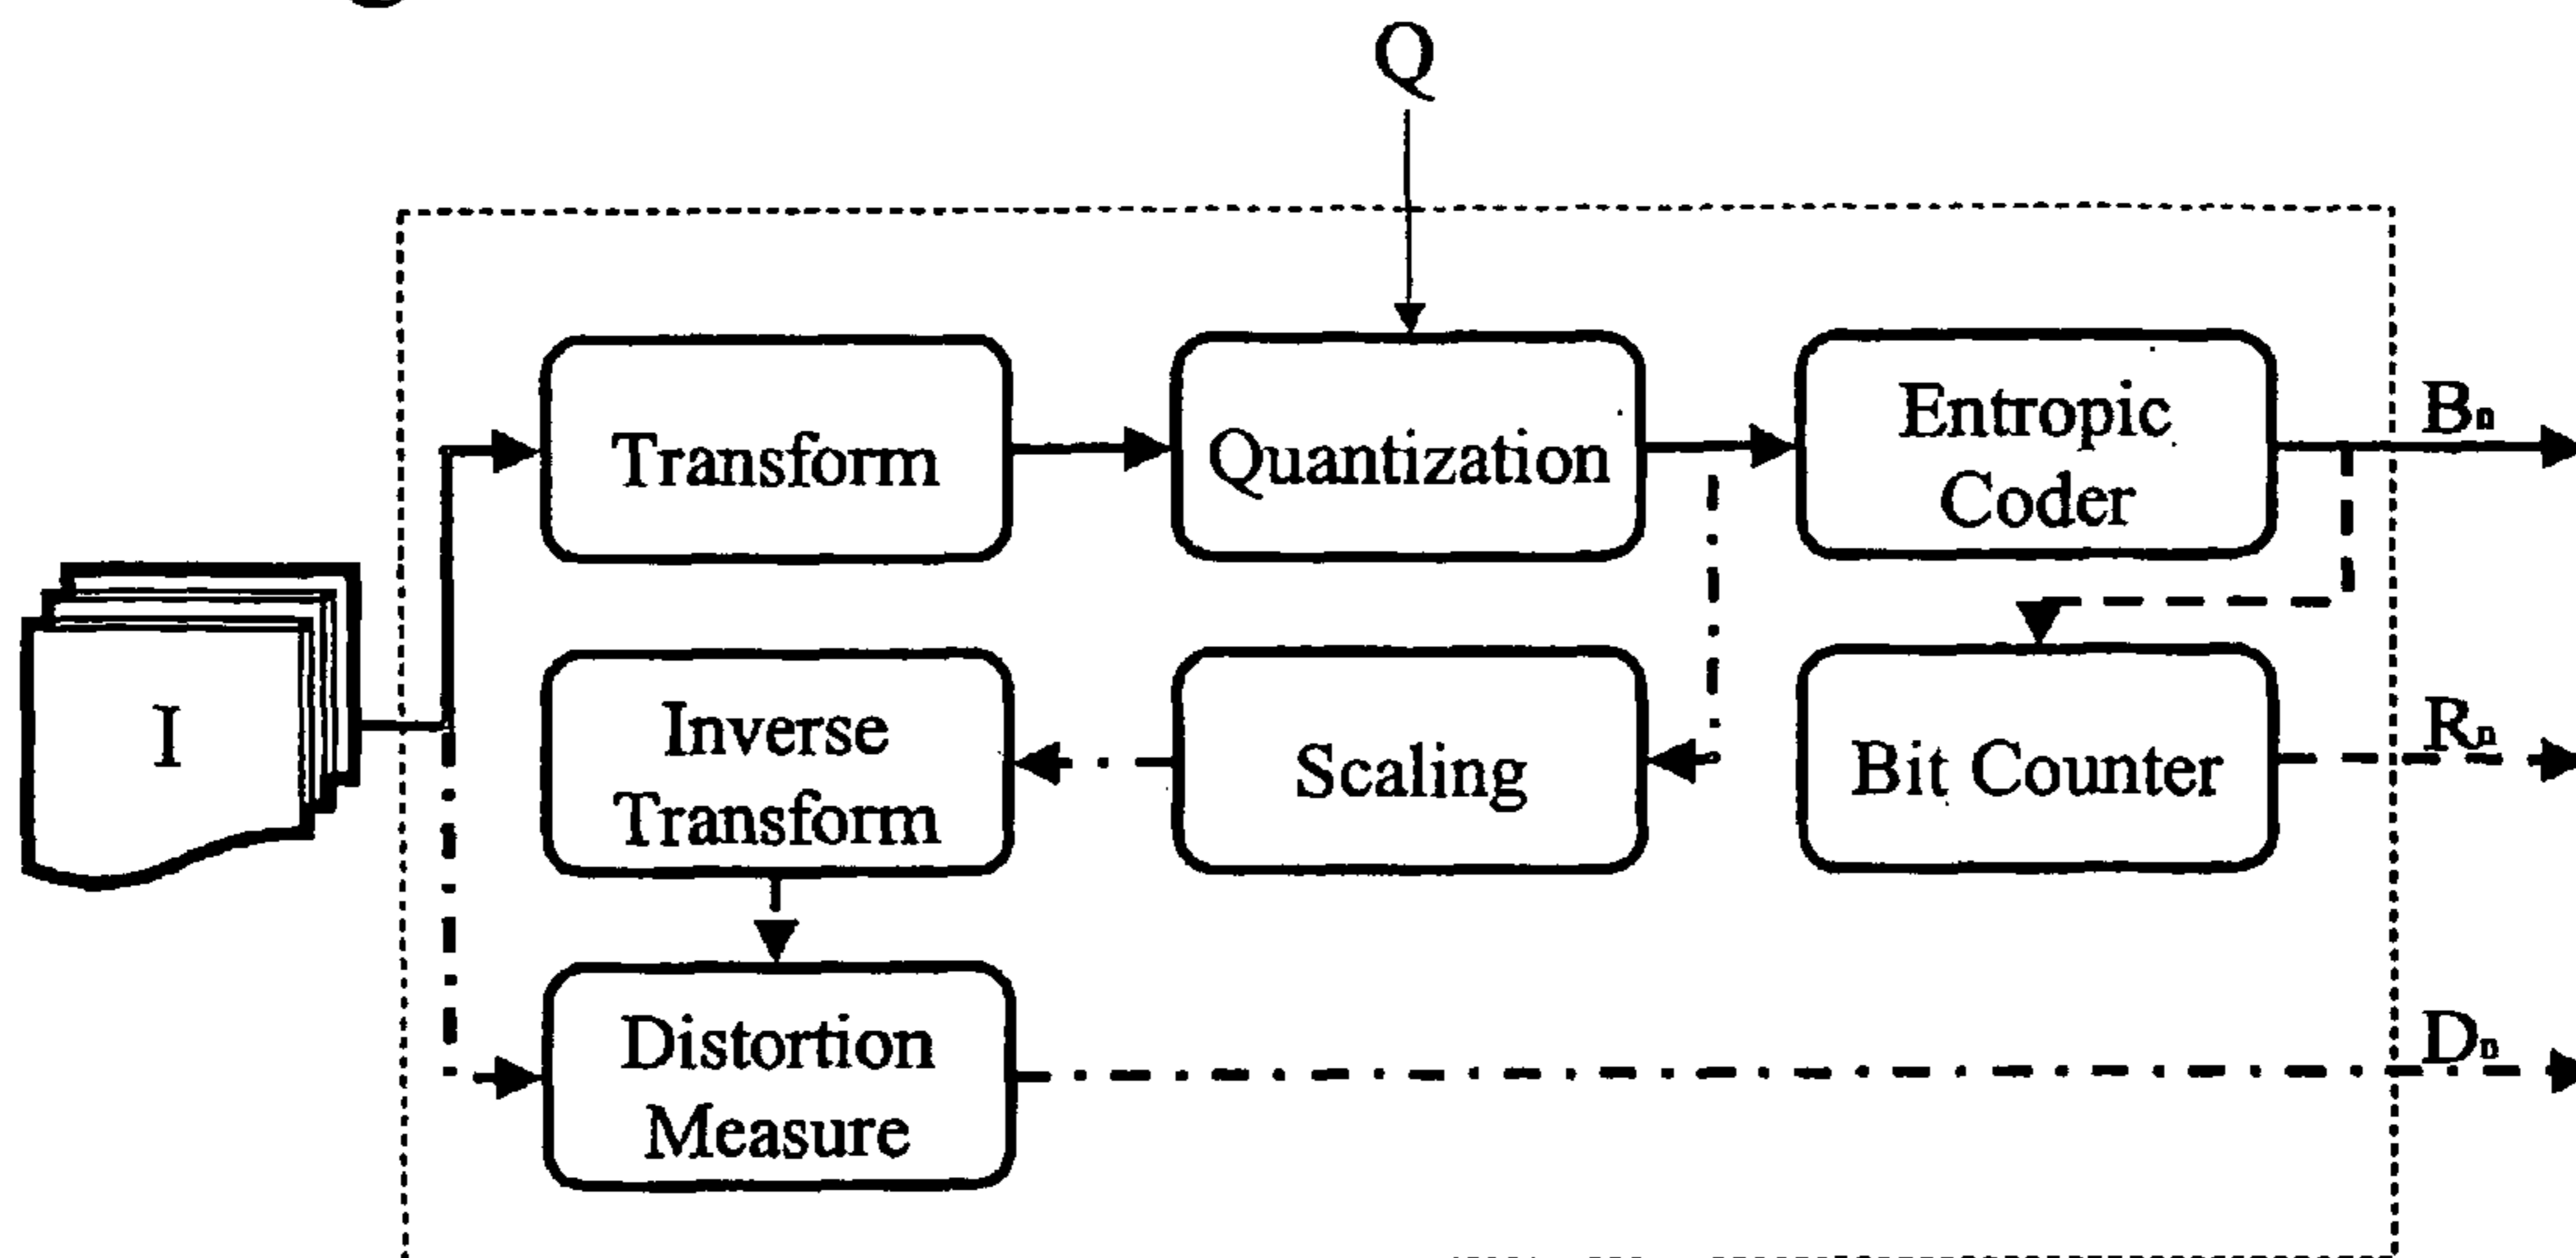 Q
Transform
Quantization
Entropic
Coder
Bn
I
Inverse
Transform
Scaling
Bit Counter
Rn
Distortion
Measure
Dn